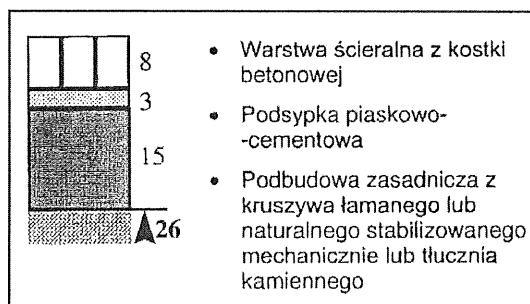 8
3
15
26
• Warstwa ścieralna z kostki
betonowej
• Podsypka piaskowo-
-cementowa
• Podbudowa zasadnicza z
kruszywa łamanego lub
naturalnego stabilizowanego
mechanicznie lub tłucznia
kamiennego